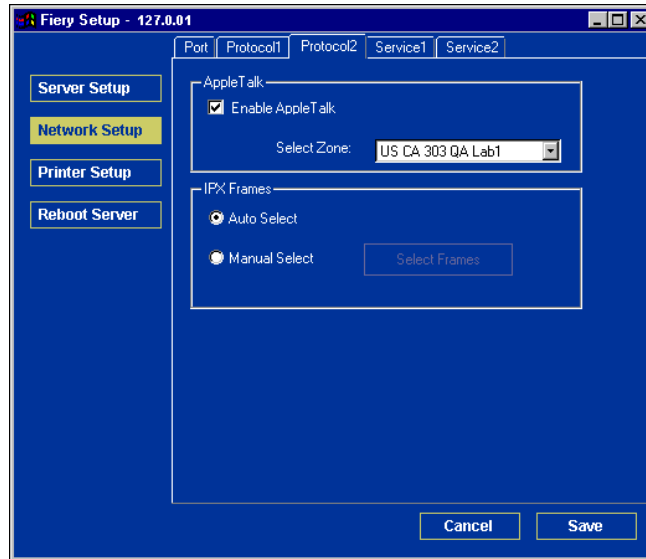 Fiery Setup - 127.0.01
Port Protocol1 Protocol2 Service1 Service2
Server Setup
Network Setup
Printer Setup
Reboot Server
AppleTalk
Enable AppleTalk
Select Zone: US CA 303 QA Lab1
IPX Frames
Auto Select
Manual Select Select Frames
Cancel Save